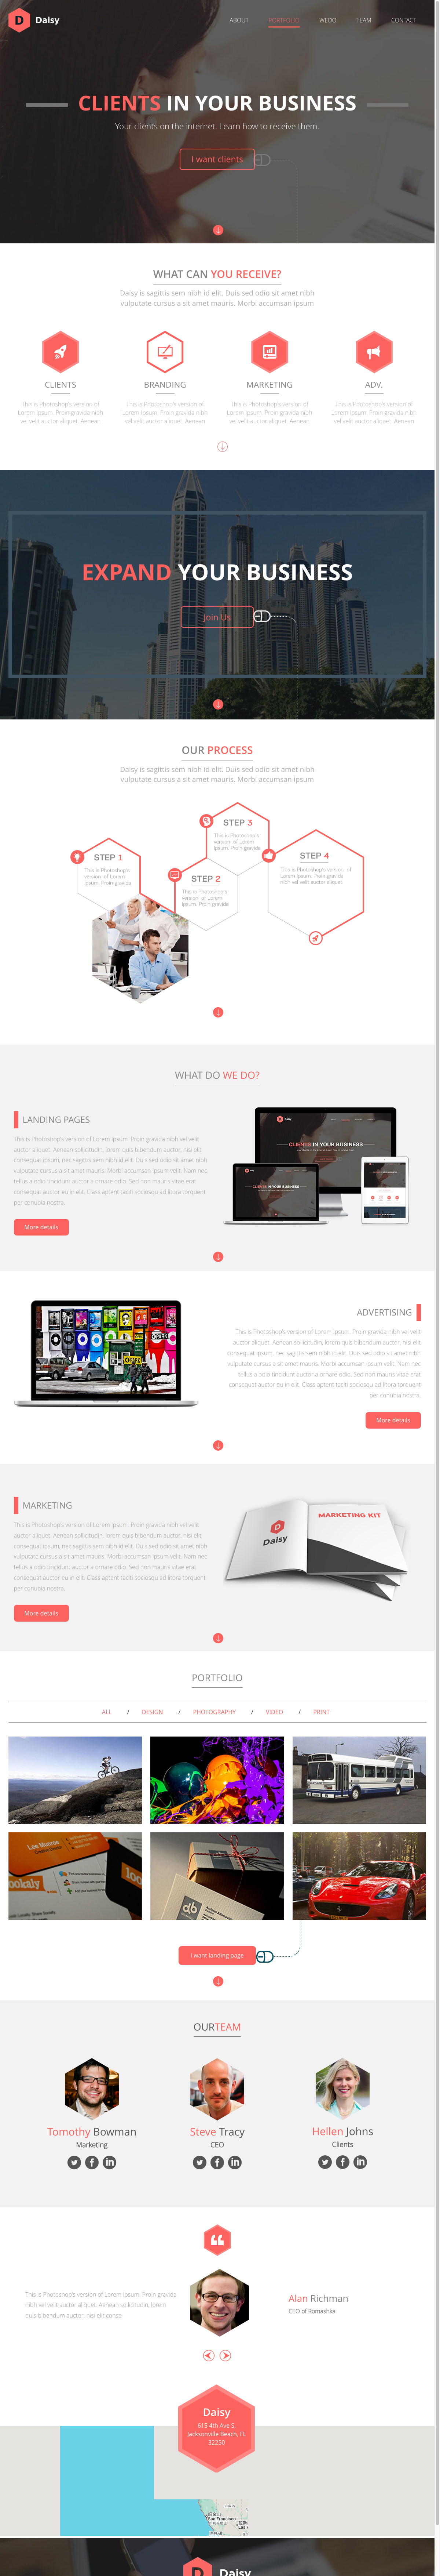 D Daisy
ABOUT PORTFOLIO WEDO TEAM CONTACT
CLIENTS IN YOUR BUSINESS
Your clients on the internet. Learn how to receive them.
I want clients
WHAT CAN YOU RECEIVE?
Daisy is sagittis sem nibh id elit. Duis sed odio sit amet nibh
vulputate cursus a sit amet mauris. Morbi accumsan ipsum
CLIENTS
This is Photoshop's version of
Lorem Ipsum. Proin gravida nibh
vel velit auctor aliquet. Aenean
BRANDING
This is Photoshop's version of
Lorem Ipsum. Proin gravida nibh
vel velit auctor aliquet. Aenean
MARKETING
This is Photoshop's version of
Lorem Ipsum. Proin gravida nibh
vel velit auctor aliquet. Aenean
ADV.
This is Photoshop's version of
Lorem Ipsum. Proin gravida nibh
vel velit auctor aliquet. Aenean
EXPAND YOUR BUSINESS
Join Us
OUR PROCESS
Daisy is sagittis sem nibh id elit. Duis sed odio sit amet nibh
vulputate cursus a sit amet mauris. Morbi accumsan ipsum
STEP 1
This is Photoshop's
version of Lorem
Ipsum. Proin gravida
STEP 2
This is Photoshop's
version of Lorem
Ipsum. Proin gravida
STEP 3
This is Photoshop's
version of Lorem
Ipsum. Proin gravida
STEP 4
This is Photoshop's version of
Lorem Ipsum. Proin gravida
nibh vel velit auctor aliquet.
WHAT DO WE DO?
LANDING PAGES
This is Photoshop's version of Lorem Ipsum. Proin gravida nibh vel velit
auctor aliquet. Aenean sollicitudin, lorem quis bibendum auctor, nisi elit
consequat ipsum, nec sagittis sem nibh id elit. Duis sed odio sit amet nibh
vulputate cursus a sit amet mauris. Morbi accumsan ipsum velit. Nam nec
tellus a odio tincidunt auctor a ornare odio. Sed non mauris vitae erat
consequat auctor eu in elit. Class aptent taciti sociosqu ad litora torquent
per conubia nostra,
More details
CLIENTS IN YOUR BUSINESS
CLIENTS IN YOUR BUSINESS
ADVERTISING
This is Photoshop's version of Lorem Ipsum. Proin gravida nibh vel velit
auctor aliquet. Aenean sollicitudin, lorem quis bibendum auctor, nisi elit
consequat ipsum, nec sagittis sem nibh id elit. Duis sed odio sit amet nibh
vulputate cursus a sit amet mauris. Morbi accumsan ipsum velit. Nam nec
tellus a odio tincidunt auctor a ornare odio. Sed non mauris vitae erat
consequat auctor eu in elit. Class aptent taciti sociosqu ad litora torquent
per conubia nostra,
More details
MARKETING
This is Photoshop's version of Lorem Ipsum. Proin gravida nibh vel velit
auctor aliquet. Aenean sollicitudin, lorem quis bibendum auctor, nisi elit
consequat ipsum, nec sagittis sem nibh id elit. Duis sed odio sit amet nibh
vulputate cursus a sit amet mauris. Morbi accumsan ipsum velit. Nam nec
tellus a odio tincidunt auctor a ornare odio. Sed non mauris vitae erat
consequat auctor eu in elit. Class aptent taciti sociosqu ad litora torquent
per conubia nostra,
More details
MARKETING KIT
Daisy
PORTFOLIO
ALL / DESIGN / PHOTOGRAPHY / VIDEO / PRINT
I want landing page
OURTEAM
Tomothy Bowman
Marketing
Steve Tracy
CEO
Hellen Johns
Clients
This is Photoshop's version of Lorem Ipsum. Proin gravida
nibh vel velit auctor aliquet. Aenean sollicitudin, lorem
quis bibendum auctor, nisi elit conse
Alan Richman
CEO of Romashka
Daisy
615 4th Ave S,
Jacksonville Beach, FL
32250
San Francisco
D Daisy